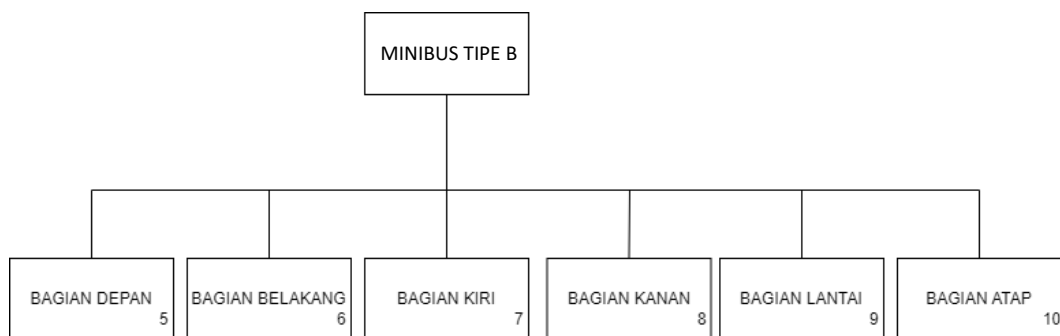 MINIBUS TIPE B
BAGIAN DEPAN
5
BAGIAN BELAKANG
6
BAGIAN KIRI
7
BAGIAN KANAN
8
BAGIAN LANTAI
9
BAGIAN ATAP
10